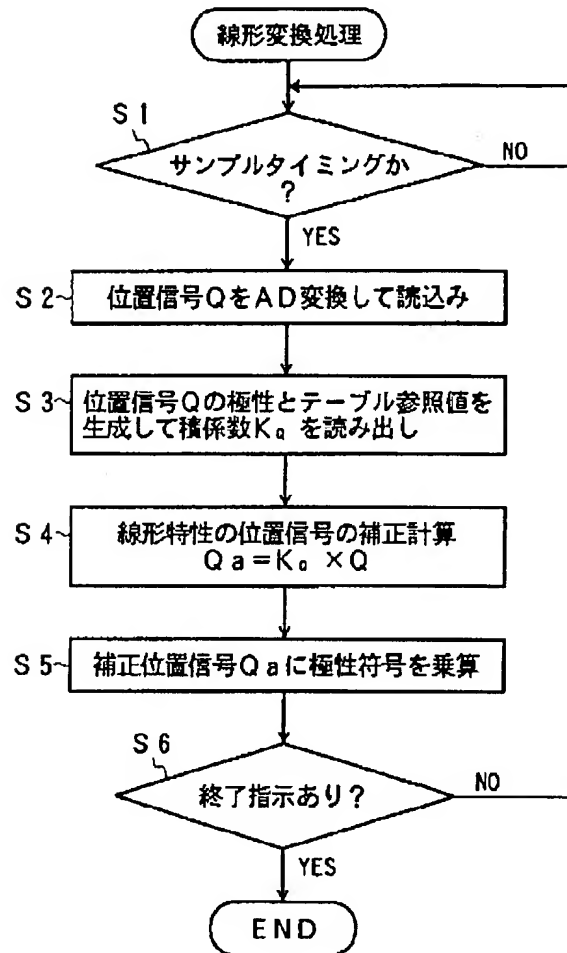 線形変換処理
S1
サンプルタイミングか
?
NO
YES
S2
位置信号QをAD変換して読込み
S3
位置信号Qの極性とテーブル参照値を
生成して積係数KQ を読み出し
S4
線形特性の位置信号の補正計算
Qa=KQ ×Q
S5
補正位置信号Qaに極性符号を乗算
S6
終了指示あり?
NO
YES
END